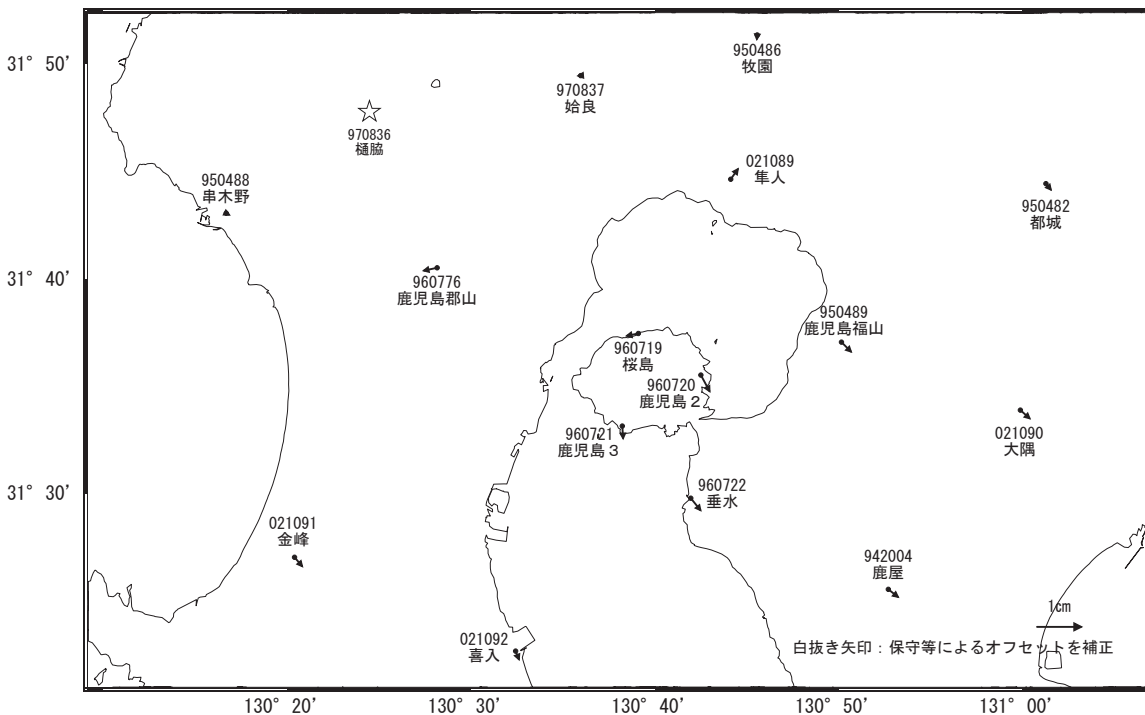 31° 50′
31° 40′
31° 30′
950486
牧園
970837
姶良
970836
樋脇
021089
隼人
950488
串木野
950482
都城
960776
鹿児島郡山
950489
鹿児島福山
960719
桜島
960720
鹿児島２
960721
鹿児島３
021090
大隅
960722
垂水
021091
金峰
942004
鹿屋
021092
喜入
1cm
白抜き矢印：保守等によるオフセットを補正
130° 20′
130° 30′
130° 40′
130° 50′
131° 00′